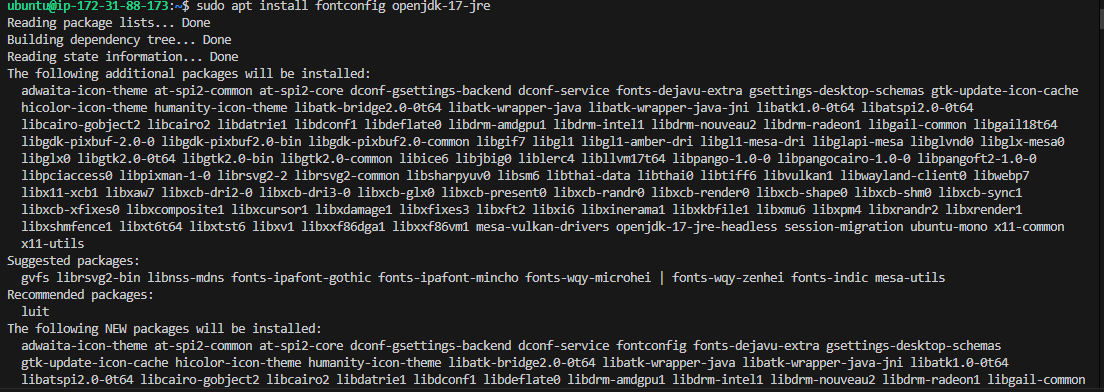 ubuntu@ip-172-31-88-173:~$ sudo apt install fontconfig openjdk-17-jre
Reading package lists... Done
Building dependency tree... Done
Reading state information... Done
The following additional packages will be installed:
  adwaita-icon-theme at-spi2-common at-spi2-core dconf-gsettings-backend dconf-service fonts-dejavu-extra gsettings-desktop-schemas gtk-update-icon-cache
  hicolor-icon-theme humanity-icon-theme libatk-bridge2.0-0t64 libatk-wrapper-java libatk-wrapper-java-jni libatk1.0-0t64 libatspi2.0-0t64
  libcairo-gobject2 libcairo2 libdatrie1 libdconf1 libdeflate0 libdrm-amdgpu1 libdrm-intel1 libdrm-nouveau2 libdrm-radeon1 libgail-common libgail18t64
  libgdk-pixbuf-2.0-0 libgdk-pixbuf2.0-bin libgdk-pixbuf2.0-common libgif7 libgl1 libgl1-amber-dri libgl1-mesa-dri libglapi-mesa libglvnd0 libglx-mesa0
  libglx0 libgtk2.0-0t64 libgtk2.0-bin libgtk2.0-common libice6 libjbig0 liblerc4 libllvm17t64 libpango-1.0-0 libpangocairo-1.0-0 libpangoft2-1.0-0
  libpciaccess0 libpixman-1-0 librsvg2-2 librsvg2-common libsharpyuv0 libsm6 libthai-data libthai0 libtiff6 libvulkan1 libwayland-client0 libwebp7
  libx11-xcb1 libxaw7 libxcb-dri2-0 libxcb-dri3-0 libxcb-glx0 libxcb-present0 libxcb-randr0 libxcb-render0 libxcb-shape0 libxcb-shm0 libxcb-sync1
  libxcb-xfixes0 libxcomposite1 libxcursor1 libxdamage1 libxfixes3 libxft2 libxi6 libxinerama1 libxkbfile1 libxmu6 libxpm4 libxrandr2 libxrender1
  libxshmfence1 libxt6t64 libxtst6 libxv1 libxxf86dga1 libxxf86vm1 mesa-vulkan-drivers openjdk-17-jre-headless session-migration ubuntu-mono x11-common
  x11-utils
Suggested packages:
  gvfs librsvg2-bin libnss-mdns fonts-ipafont-gothic fonts-ipafont-mincho fonts-wqy-microhei | fonts-wqy-zenhei fonts-indic mesa-utils
Recommended packages:
  luit
The following NEW packages will be installed:
  adwaita-icon-theme at-spi2-common at-spi2-core dconf-gsettings-backend dconf-service fontconfig fonts-dejavu-extra gsettings-desktop-schemas
  gtk-update-icon-cache hicolor-icon-theme humanity-icon-theme libatk-bridge2.0-0t64 libatk-wrapper-java libatk-wrapper-java-jni libatk1.0-0t64
  libatspi2.0-0t64 libcairo-gobject2 libcairo2 libdatrie1 libdconf1 libdeflate0 libdrm-amdgpu1 libdrm-intel1 libdrm-nouveau2 libdrm-radeon1 libgail-common